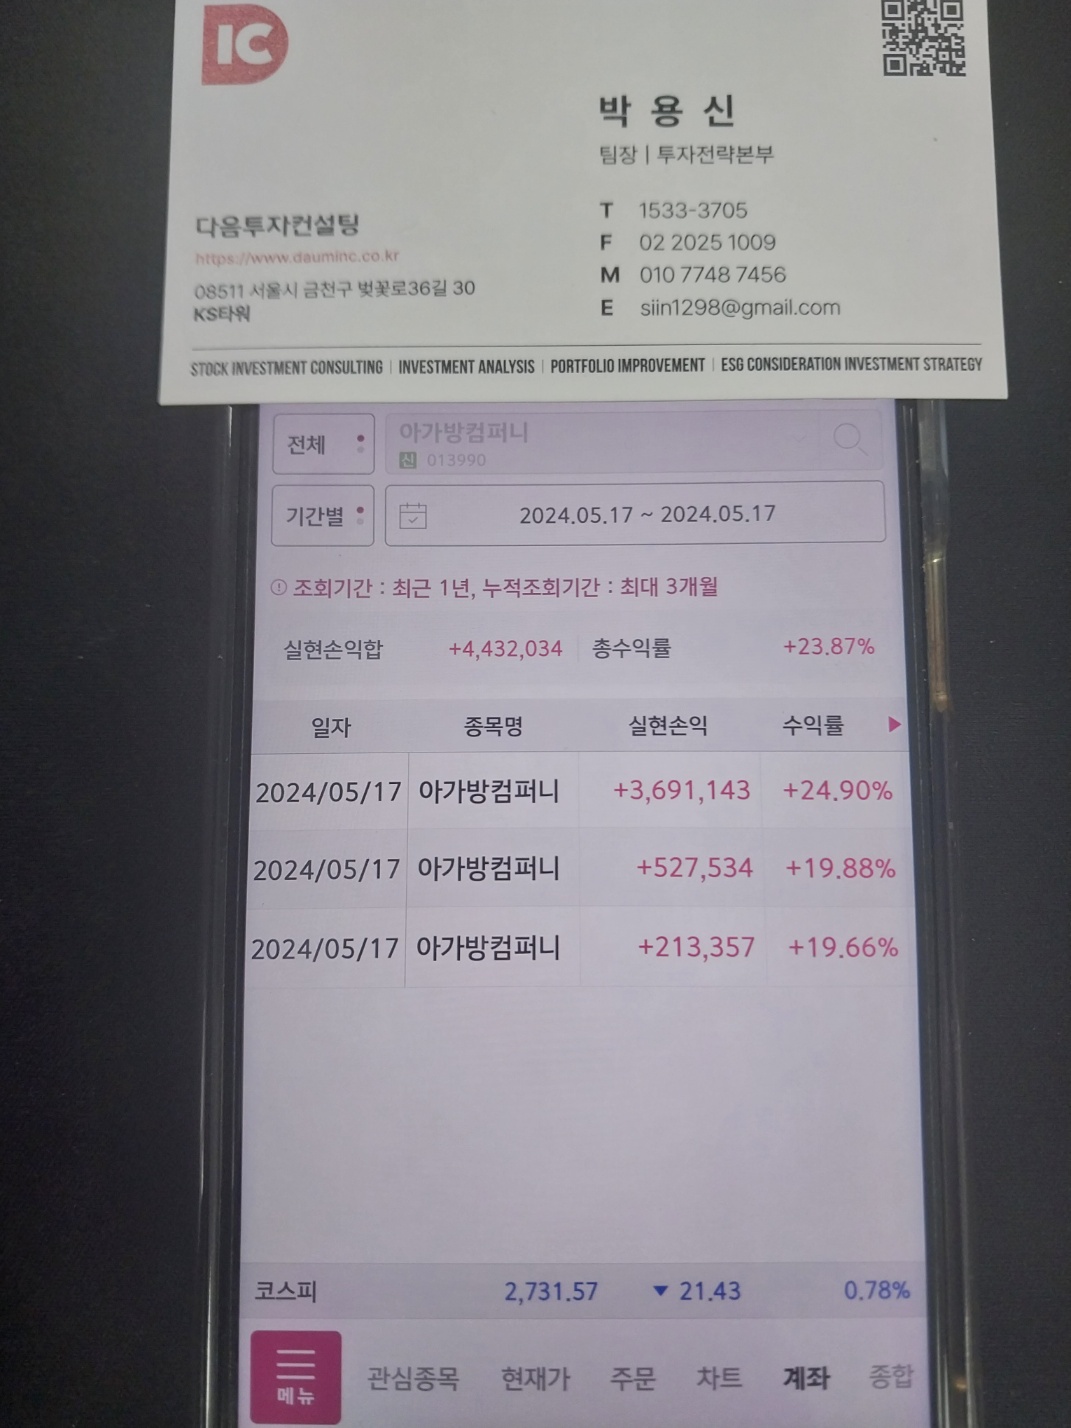 IC
박 용 신
팀장 | 투자전략본부
다음투자컨설팅
https://www.dauminc.co.kr
08511 서울시 금천구 벚꽃로36길 30
KS타워
T 1533-3705
F 02 2025 1009
M 010 7748 7456
E siin1298@gmail.com
STOCK INVESTMENT CONSULTING | INVESTMENT ANALYSIS | PORTFOLIO IMPROVEMENT | ESG CONSIDERATION INVESTMENT STRATEGY
전체 아가방컴퍼니
신 013990
기간별 2024.05.17 ~ 2024.05.17
조회기간 : 최근 1년, 누적조회기간 : 최대 3개월
실현손익합 +4,432,034 총수익률 +23.87%
일자 종목명 실현손익 수익률
2024/05/17 아가방컴퍼니 +3,691,143 +24.90%
2024/05/17 아가방컴퍼니 +527,534 +19.88%
2024/05/17 아가방컴퍼니 +213,357 +19.66%
코스피 2,731.57 ▼ 21.43 0.78%
메뉴 관심종목 현재가 주문 차트 계좌 종합